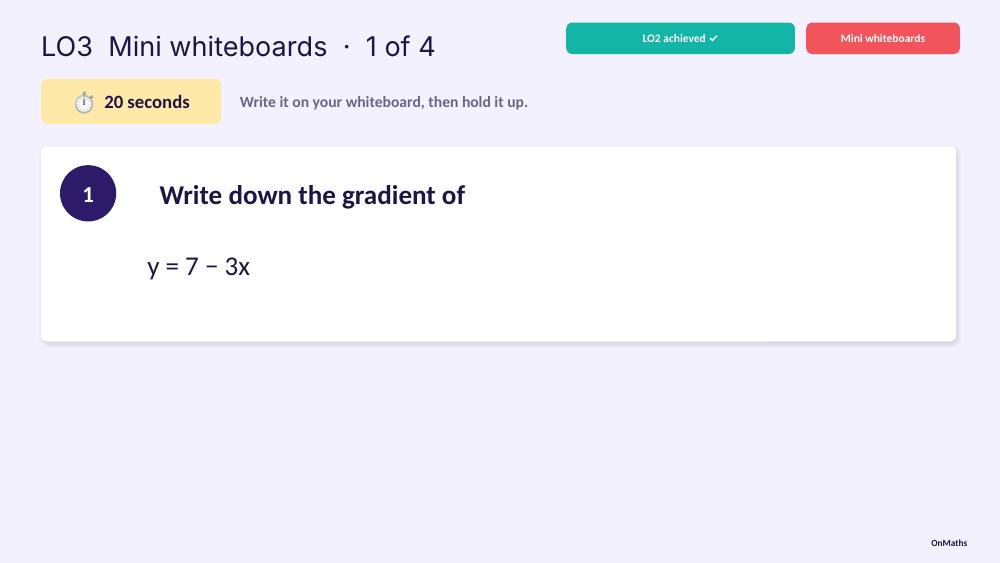 LO3 Mini whiteboards · 1 of 4
LO2 achieved ✓
Mini whiteboards
⏱ 20 seconds
Write it on your whiteboard, then hold it up.
1
Write down the gradient of
y = 7 − 3x
OnMaths